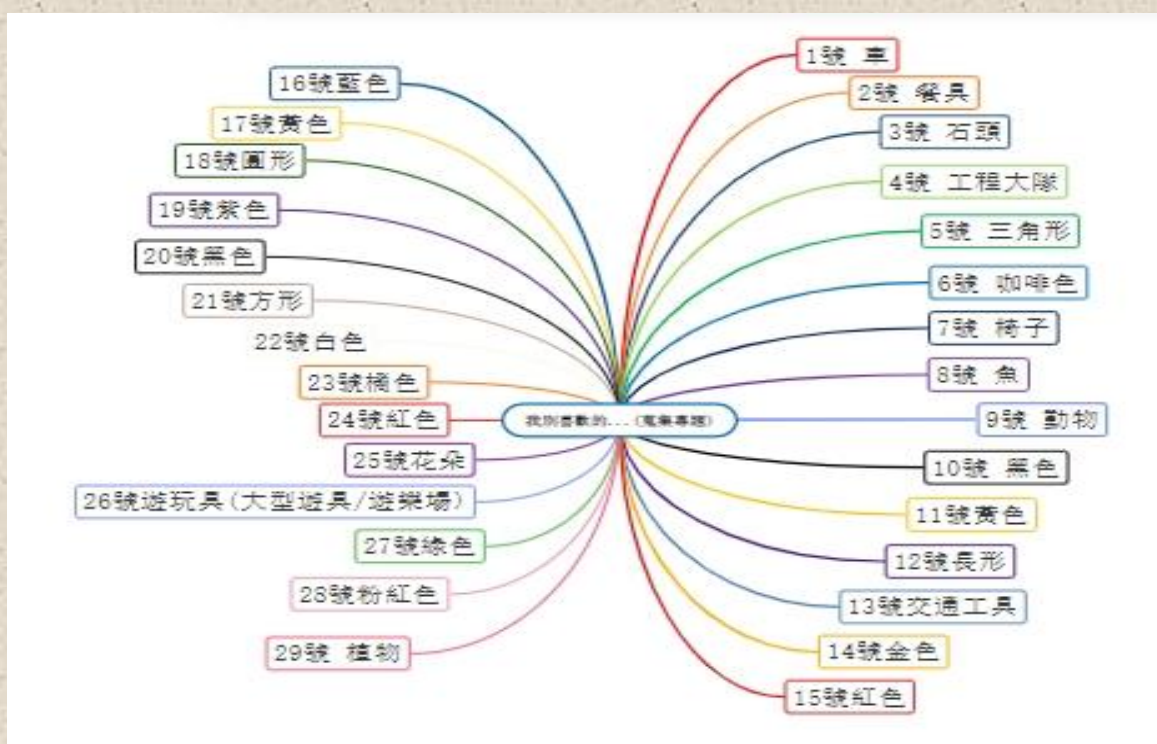 1號 車
2號 餐具
3號 石頭
4號 工程大隊
5號 三角形
6號 咖啡色
7號 椅子
8號 魚
9號 動物
10號 黑色
11號黃色
12號長形
13號交通工具
14號金色
15號紅色
16號藍色
17號黃色
18號圓形
19號紫色
20號黑色
21號方形
22號白色
23號橘色
24號紅色
25號花朵
26號遊玩具(大型遊具/遊樂場)
27號綠色
28號粉紅色
29號 植物
喜歡的...(蒐集專題)